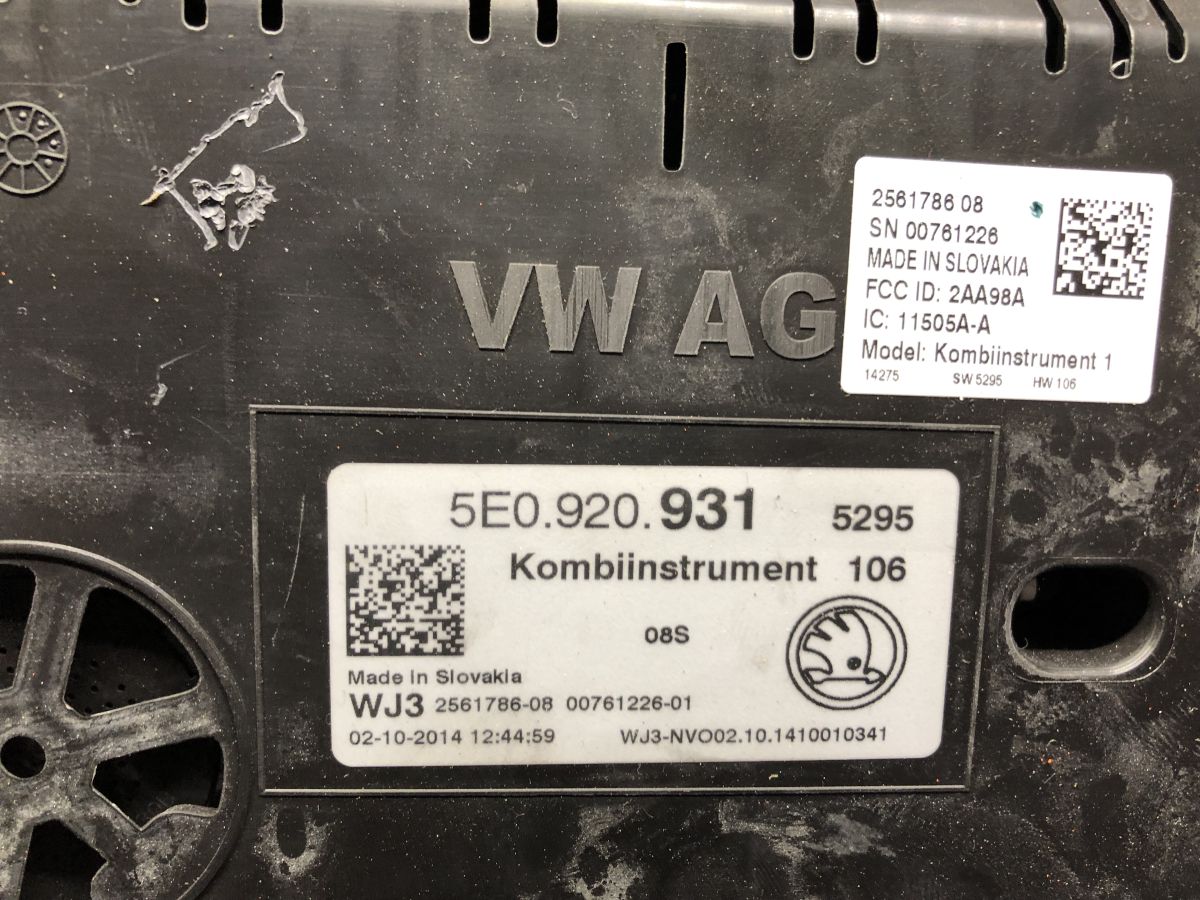 VW AG
2561786 08
SN 00761226
MADE IN SLOVAKIA
FCC ID: 2AA98A
IC: 11505A-A
Model: Kombiinstrument 1
14275 SW 5295 HW 106
5E0.920.931 5295
Kombiinstrument 106
08S
Made in Slovakia
WJ3 2561786-08 00761226-01
02-10-2014 12:44:59 WJ3-NVO02.10.1410010341